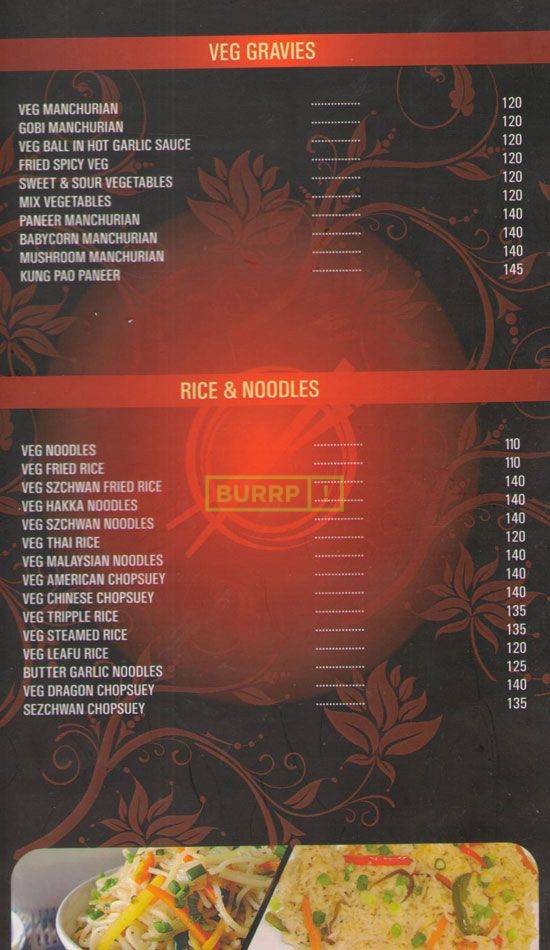 VEG GRAVIES
VEG MANCHURIAN ................ 120
GOBI MANCHURIAN ................ 120
VEG BALL IN HOT GARLIC SAUCE ................ 120
FRIED SPICY VEG ................ 120
SWEET & SOUR VEGETABLES ................ 120
MIX VEGETABLES ................ 120
PANEER MANCHURIAN ................ 140
BABYCORN MANCHURIAN ................ 140
MUSHROOM MANCHURIAN ................ 140
KUNG PAO PANEER ................ 145
RICE & NOODLES
VEG NOODLES ................ 110
VEG FRIED RICE ................ 110
VEG SZCHWAN FRIED RICE ................ 140
VEG HAKKA NOODLES ................ 140
BURRP !
VEG SZCHWAN NOODLES ................ 140
VEG THAI RICE ................ 120
VEG MALAYSIAN NOODLES ................ 140
VEG AMERICAN CHOPSUEY ................ 140
VEG CHINESE CHOPSUEY ................ 140
VEG TRIPPLE RICE ................ 135
VEG STEAMED RICE ................ 135
VEG LEAFU RICE ................ 120
BUTTER GARLIC NOODLES ................ 125
VEG DRAGON CHOPSUEY ................ 140
SEZCHWAN CHOPSUEY ................ 135